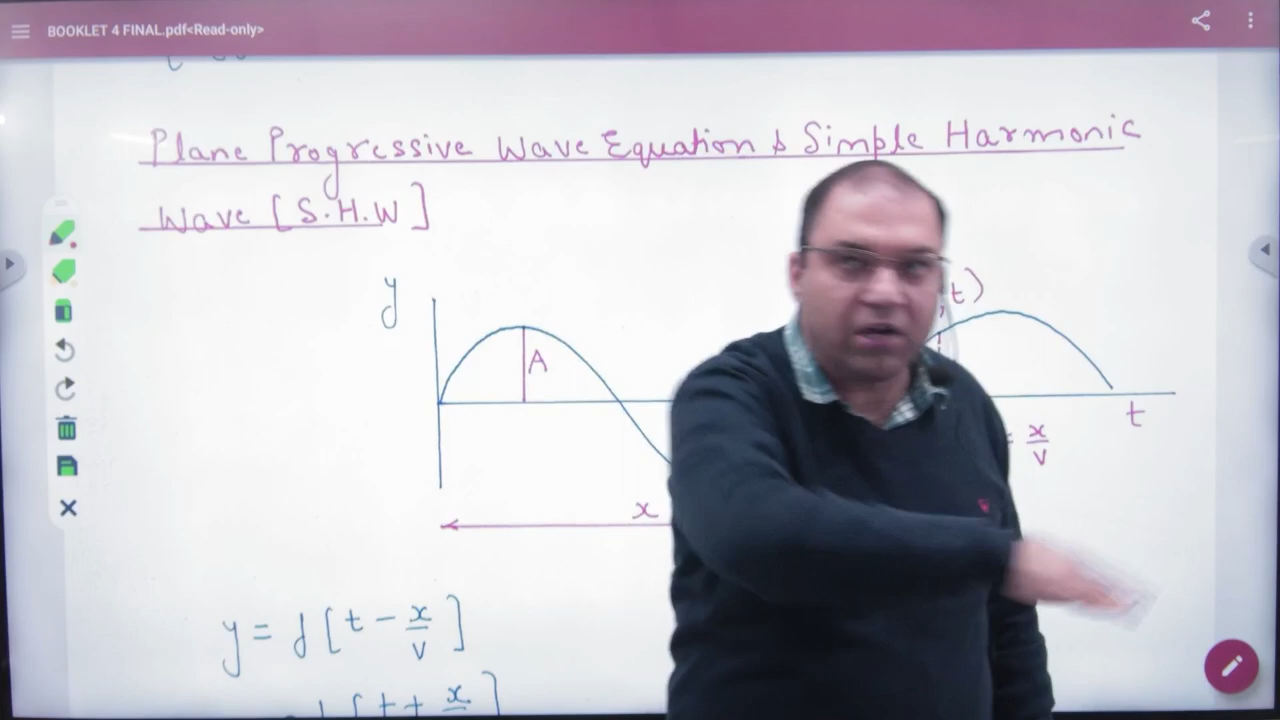 BOOKLET 4 FINAL.pdf<Read-only>
Plane Progressive Wave Equation & Simple Harmonic
Wave [S.H.W]
y
A
t)
t
= x/v
x
y = f [t - x/v]
[t + x ]